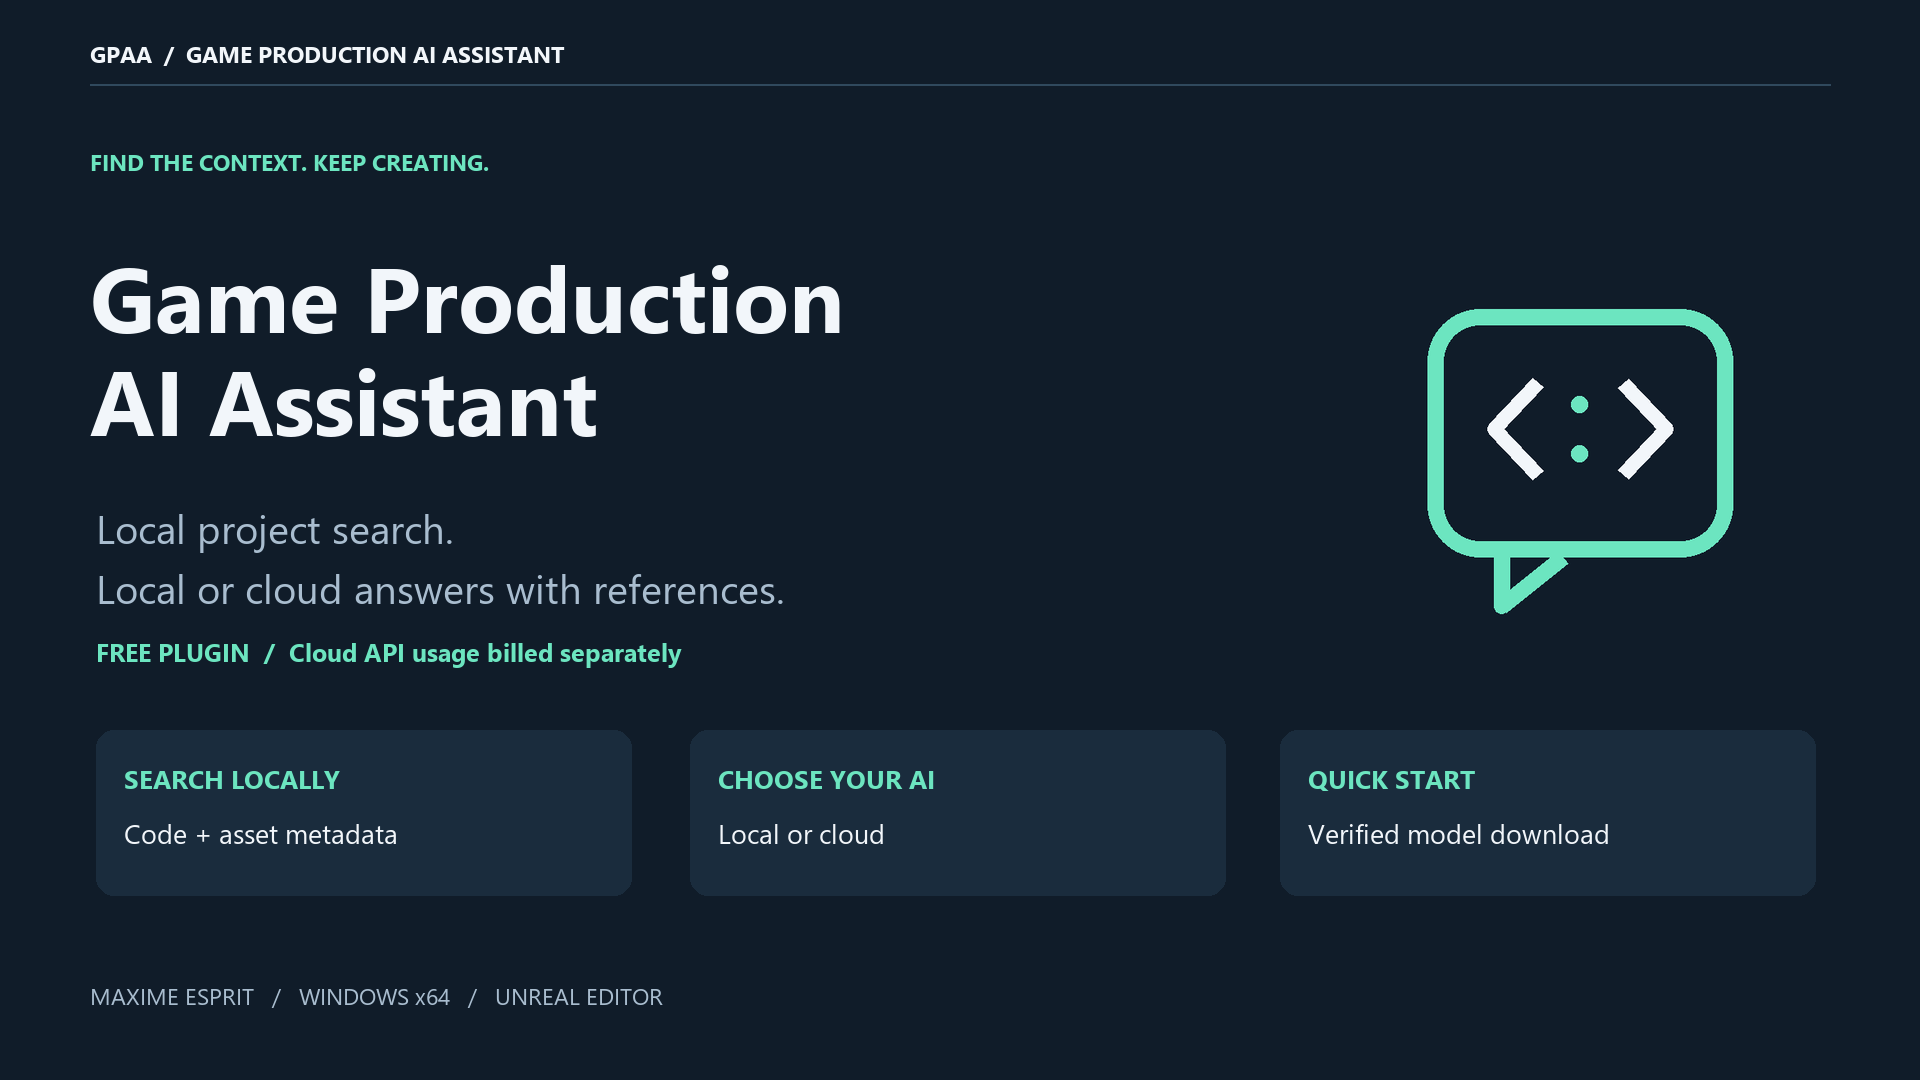 GPAA / GAME PRODUCTION AI ASSISTANT
FIND THE CONTEXT. KEEP CREATING.
Game Production
AI Assistant
Local project search.
Local or cloud answers with references.
FREE PLUGIN / Cloud API usage billed separately
SEARCH LOCALLY
Code + asset metadata
CHOOSE YOUR AI
Local or cloud
QUICK START
Verified model download
MAXIME ESPRIT / WINDOWS x64 / UNREAL EDITOR